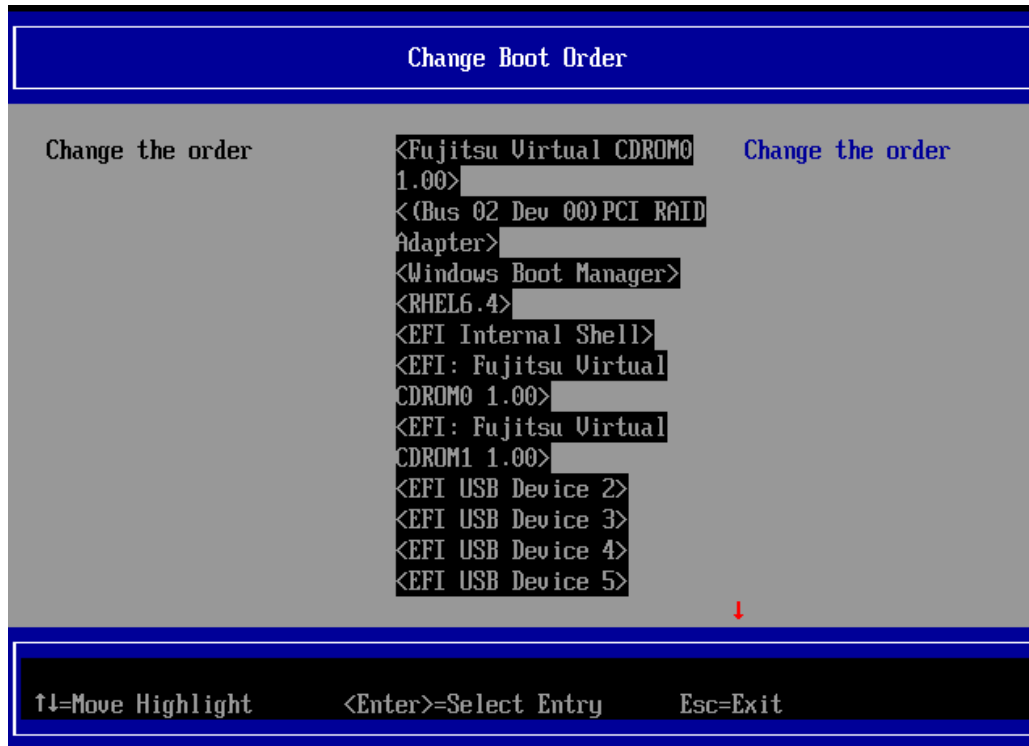 Change Boot Order
Change the order <Fujitsu Virtual CDROM0 Change the order
1.00>
<(Bus 02 Dev 00)PCI RAID
Adapter>
<Windows Boot Manager>
<RHEL6.4>
<EFI Internal Shell>
<EFI: Fujitsu Virtual
CDROM0 1.00>
<EFI: Fujitsu Virtual
CDROM1 1.00>
<EFI USB Device 2>
<EFI USB Device 3>
<EFI USB Device 4>
<EFI USB Device 5>
↓
↑↓=Move Highlight <Enter>=Select Entry Esc=Exit